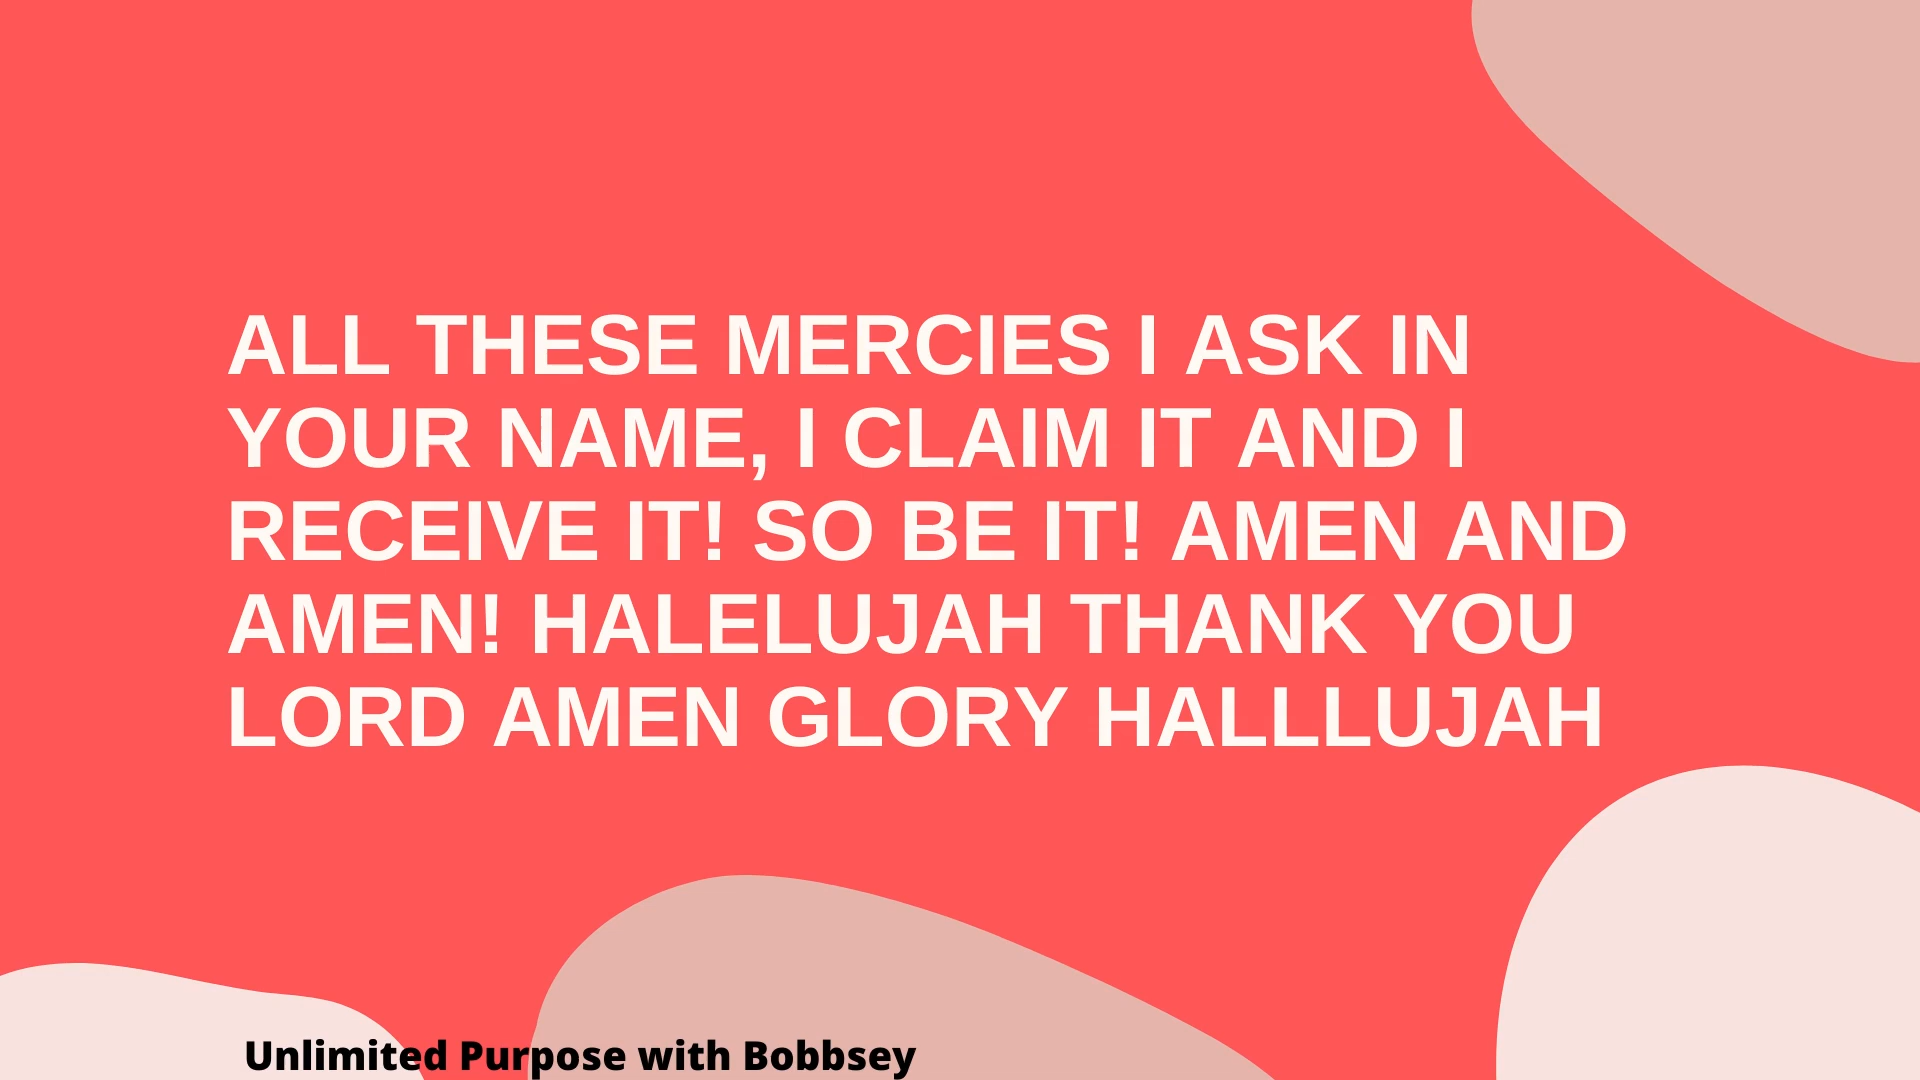 ALL THESE MERCIES I ASK IN
YOUR NAME, I CLAIM IT AND I
RECEIVE IT! SO BE IT! AMEN AND
AMEN! HALELUJAH THANK YOU
LORD AMEN GLORY HALLLUJAH
Unlimited Purpose with Bobbsey